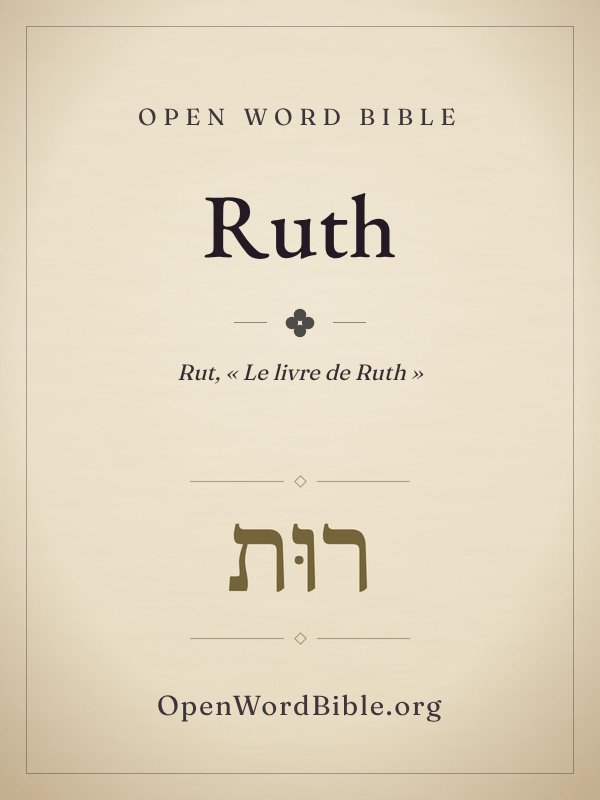 OPEN WORD BIBLE
Ruth
Rut, « Le livre de Ruth »
רוּת
OpenWordBible.org